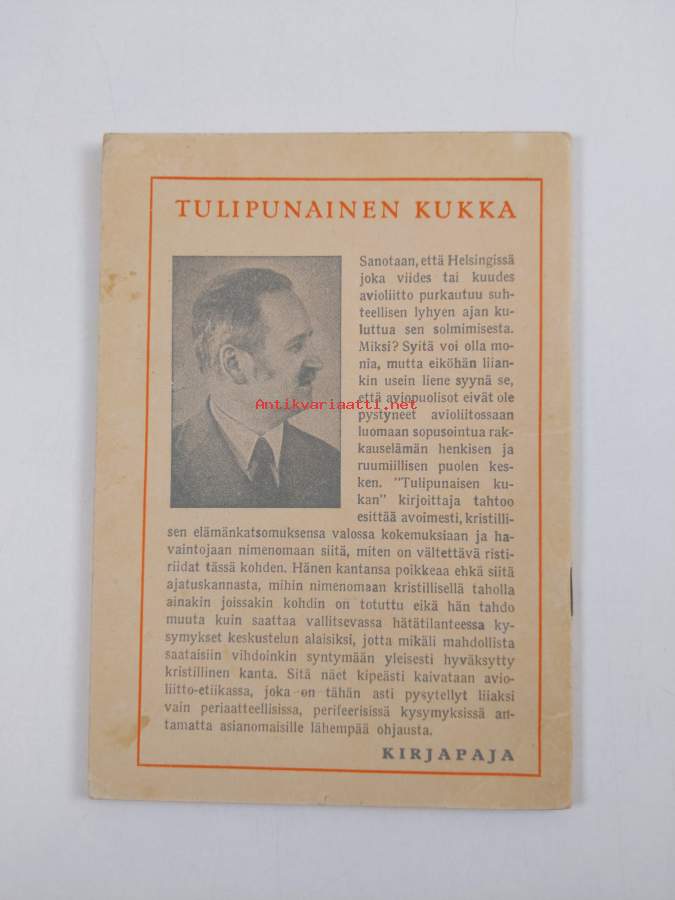 TULIPUNAINEN KUKKA
Sanotaan, että Helsingissä
joka viides tai kuudes
avioliitto purkautuu suh-
teellisen lyhyen ajan ku-
luttua sen solmimisesta.
Miksi? Syitä voi olla mo-
nia, mutta eiköhän liian-
kin usein liene syynä se,
että aviopuolisot eivät ole
pystyneet avioliitossaan
luomaan sopusointua rak-
kauselämän henkisen ja
ruumiillisen puolen kes-
ken. "Tulipunaisen ku-
kan" kirjoittaja tahtoo
esittää avoimesti, kristilli-
sen elämänkatsomuksensa valossa kokemuksiaan ja ha-
vaintojaan nimenomaan siitä, miten on vältettävä risti-
riidat tässä kohden. Hänen kantansa poikkeaa ehkä siitä
ajatuskannasta, mihin nimenomaan kristillisellä taholla
ainakin joissakin kohdin on totuttu eikä hän tahdo
muuta kuin saattaa vallitsevassa hätätilanteessa ky-
symykset keskustelun alaisiksi, jotta mikäli mahdollista
saataisiin vihdoinkin syntymään yleisesti hyväksytty
kristillinen kanta. Sitä näet kipeästi kaivataan avio-
liitto-etiikassa, joka on tähän asti pysytellyt liiaksi
vain periaatteellisissa, perifeerisissä kysymyksissä an-
tamatta asianomaisille lähempää ohjausta.
KIRJAPAJA
Antikvariaatti.net